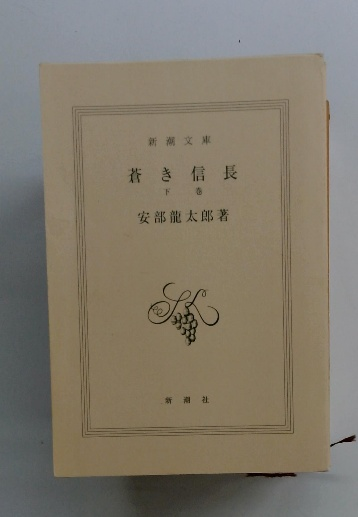 新潮文庫
蒼き信長
下巻
安部龍太郎著
新潮社